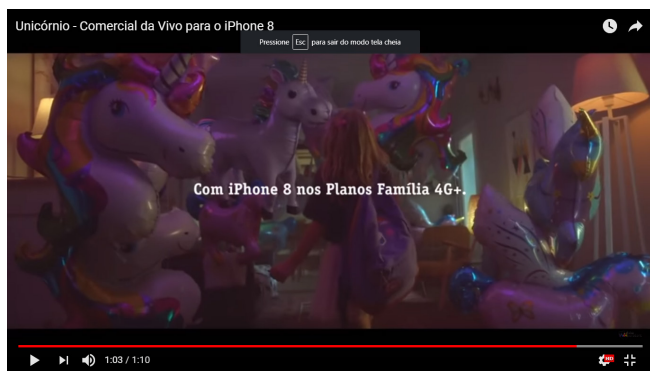 Unicórnio - Comercial da Vivo para o iPhone 8
Pressione Esc para sair do modo tela cheia
Com iPhone 8 nos Planos Família 4G+.
1:03 / 1:10
HD